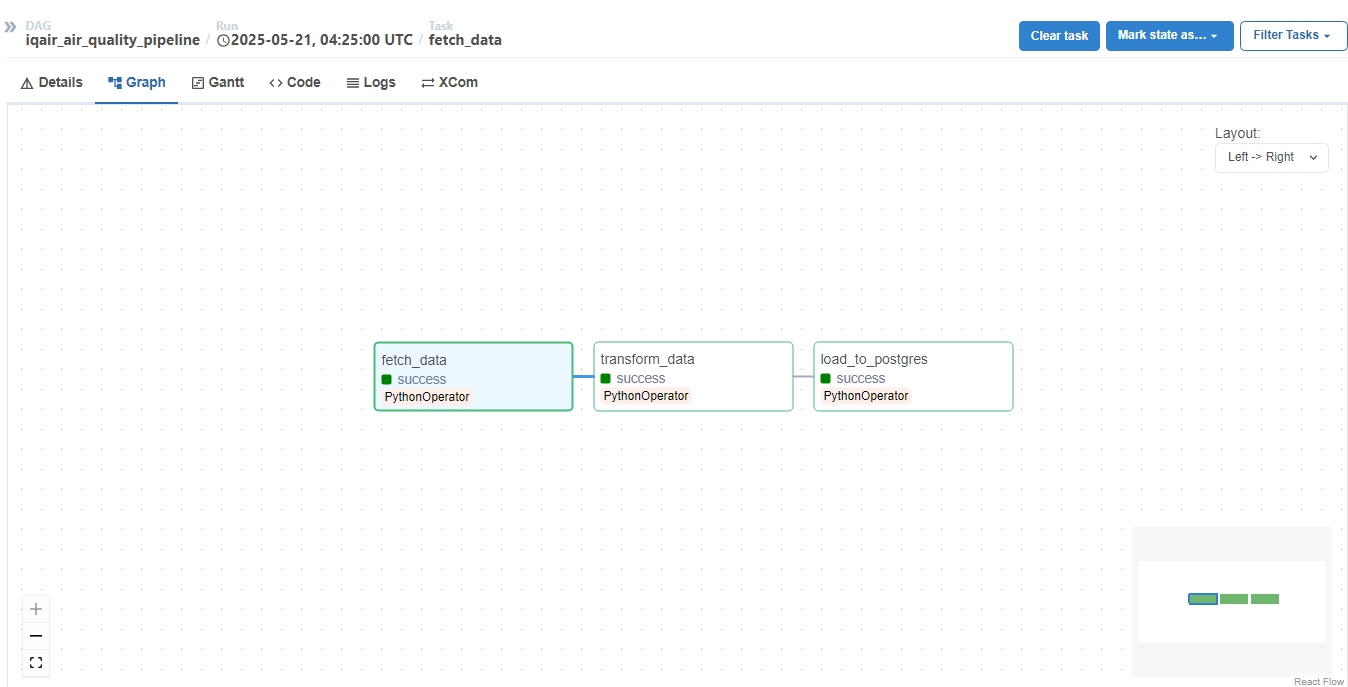 DAG
iqair_air_quality_pipeline
/
Run
2025-05-21, 04:25:00 UTC
/
Task
fetch_data
Clear task
Mark state as...
Filter Tasks
Details
Graph
Gantt
Code
Logs
XCom
Layout:
Left -> Right
fetch_data
success
PythonOperator
transform_data
success
PythonOperator
load_to_postgres
success
PythonOperator
React Flow